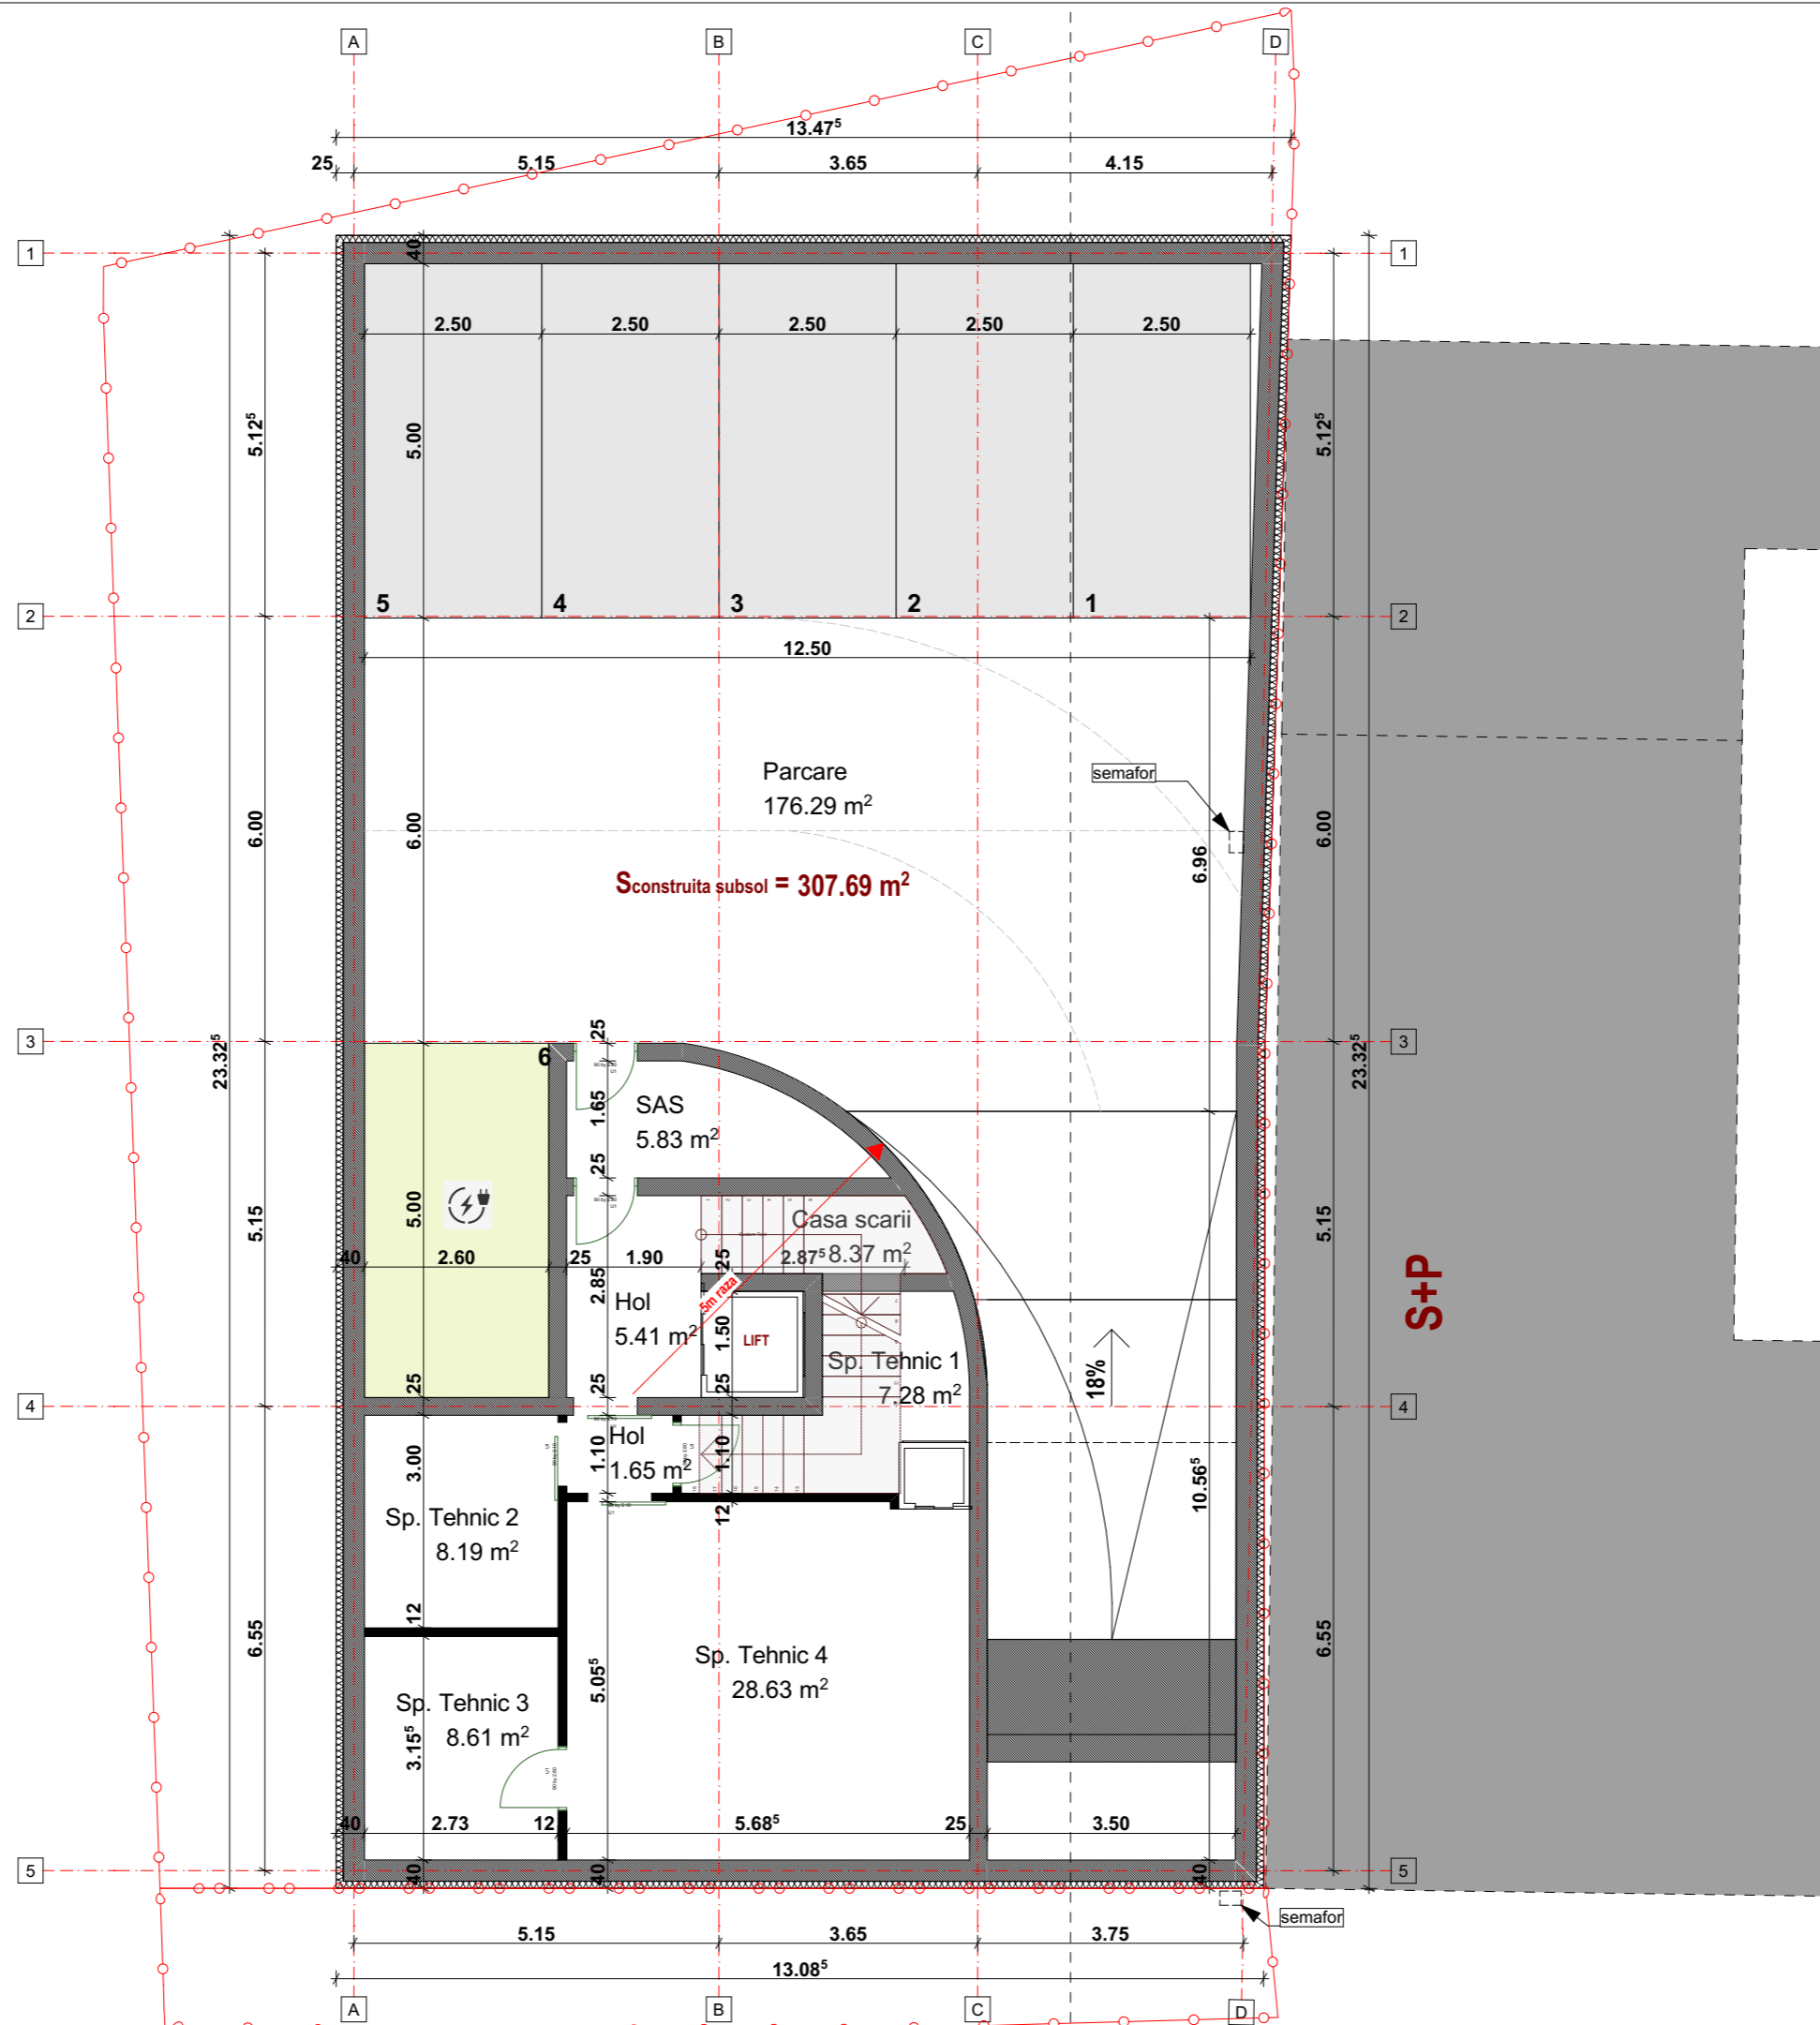 A
B
C
D
13.47⁵
25
5.15
3.65
4.15
1
40
1
2.50
2.50
2.50
2.50
2.50
5.12⁵
5.00
5.12⁵
5
4
3
2
1
2
2
12.50
Parcare
176.29 m²
semafor
6.00
6.00
6.96
6.00
Sconstruita subsol = 307.69 m²
3
25
3
6
23.32⁵
23.32⁵
SAS
5.83 m²
1.65
25
5.15
5.00
5.15
Casa scarii
8.37 m²
40
2.60
25
1.90
25
2.87⁵
2.85
5m raza
Hol
5.41 m²
1.50
LIFT
S+P
Sp. Tehnic 1
7.28 m²
18%
25
25
25
4
4
Hol
1.65 m²
3.00
1.10
1.10
10.56⁵
12
Sp. Tehnic 2
8.19 m²
12
6.55
6.55
5.05⁵
Sp. Tehnic 4
28.63 m²
Sp. Tehnic 3
8.61 m²
3.15⁵
40
2.73
12
5.68⁵
25
3.50
5
40
40
40
5
semafor
5.15
3.65
3.75
13.08⁵
A
B
C
D